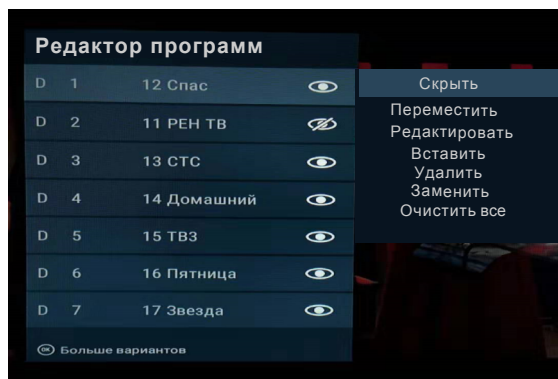 Редактор программ
D 1 12 Спас
D 2 11 РЕН ТВ
D 3 13 СТС
D 4 14 Домашний
D 5 15 ТВ3
D 6 16 Пятница
D 7 17 Звезда
OK Больше вариантов
Скрыть
Переместить
Редактировать
Вставить
Удалить
Заменить
Очистить все